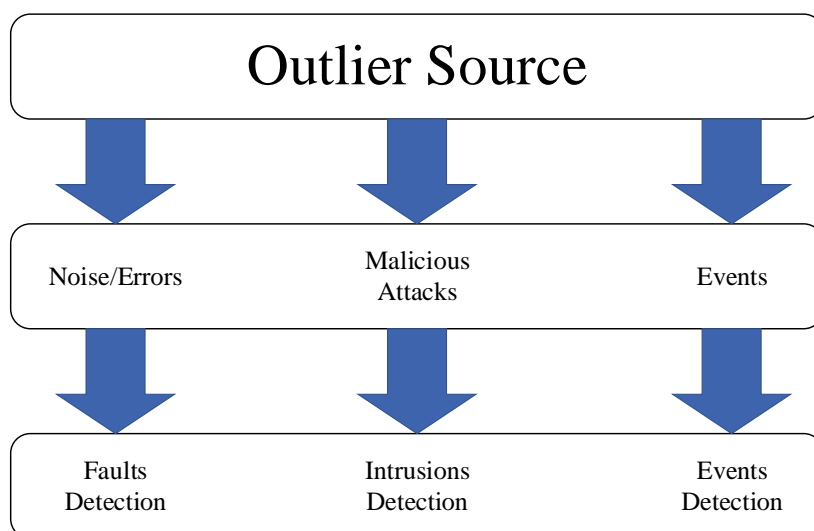 Outlier Source
Noise/Errors
Malicious
Attacks
Events
Faults
Detection
Intrusions
Detection
Events
Detection